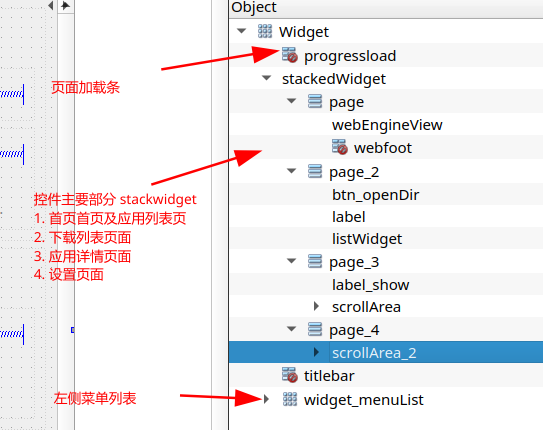 Object
Widget
progressload
页面加载条
stackedWidget
page
webEngineView
webfoot
控件主要部分 stackwidget
1. 首页首页及应用列表页
2. 下载列表页面
3. 应用详情页面
4. 设置页面
page_2
btn_openDir
label
listWidget
page_3
label_show
scrollArea
page_4
scrollArea_2
titlebar
左侧菜单列表
widget_menuList